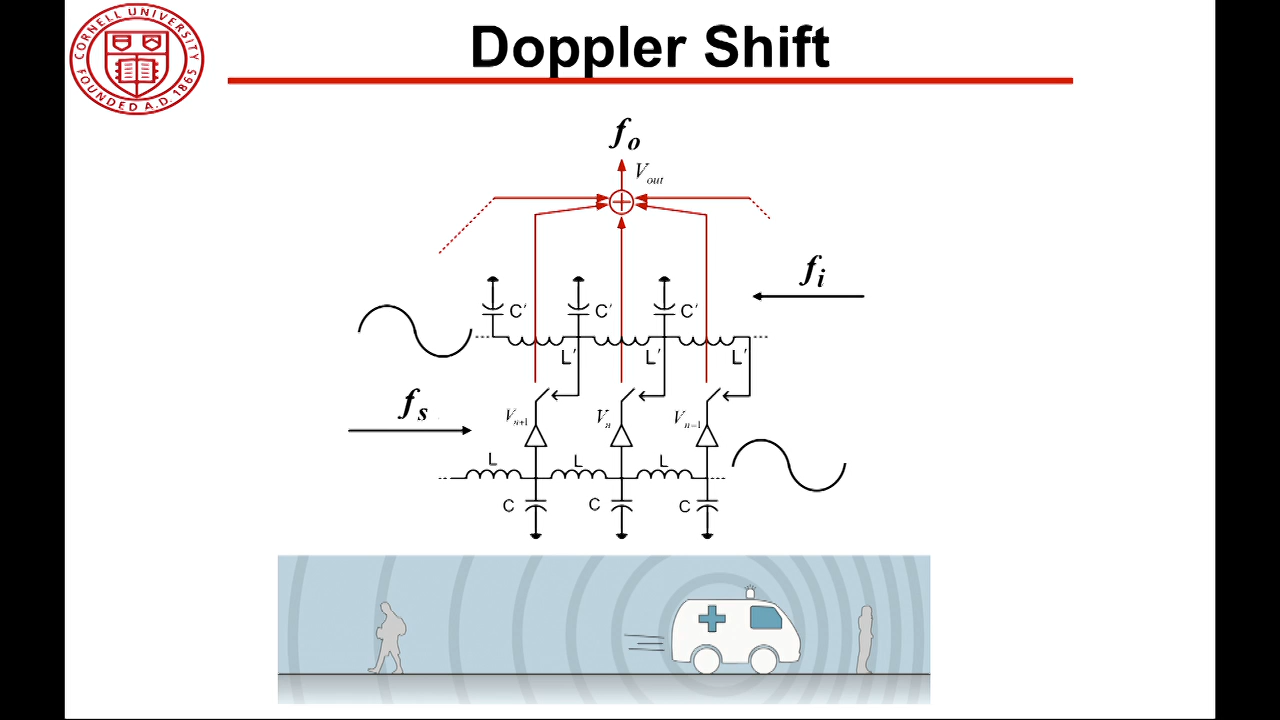 CORNELL UNIVERSITY
FOUNDED A.D. 1865
Doppler Shift
fo
Vout
fi
C' C' C'
L' L' L'
fs
Vn+1 Vn Vn−1
L L L
C C C